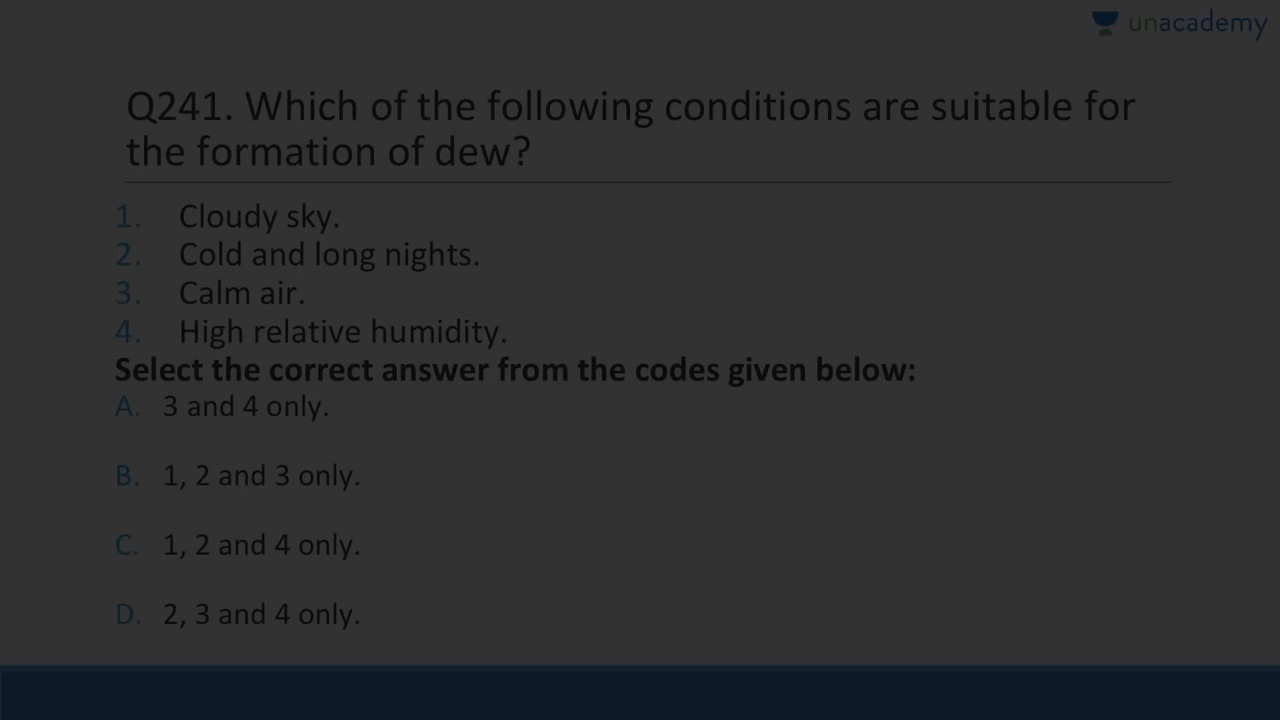 unacademy
Q241. Which of the following conditions are suitable for
the formation of dew?
1. Cloudy sky.
2. Cold and long nights.
3. Calm air.
4. High relative humidity.
Select the correct answer from the codes given below:
A. 3 and 4 only.
B. 1, 2 and 3 only.
C. 1, 2 and 4 only.
D. 2, 3 and 4 only.